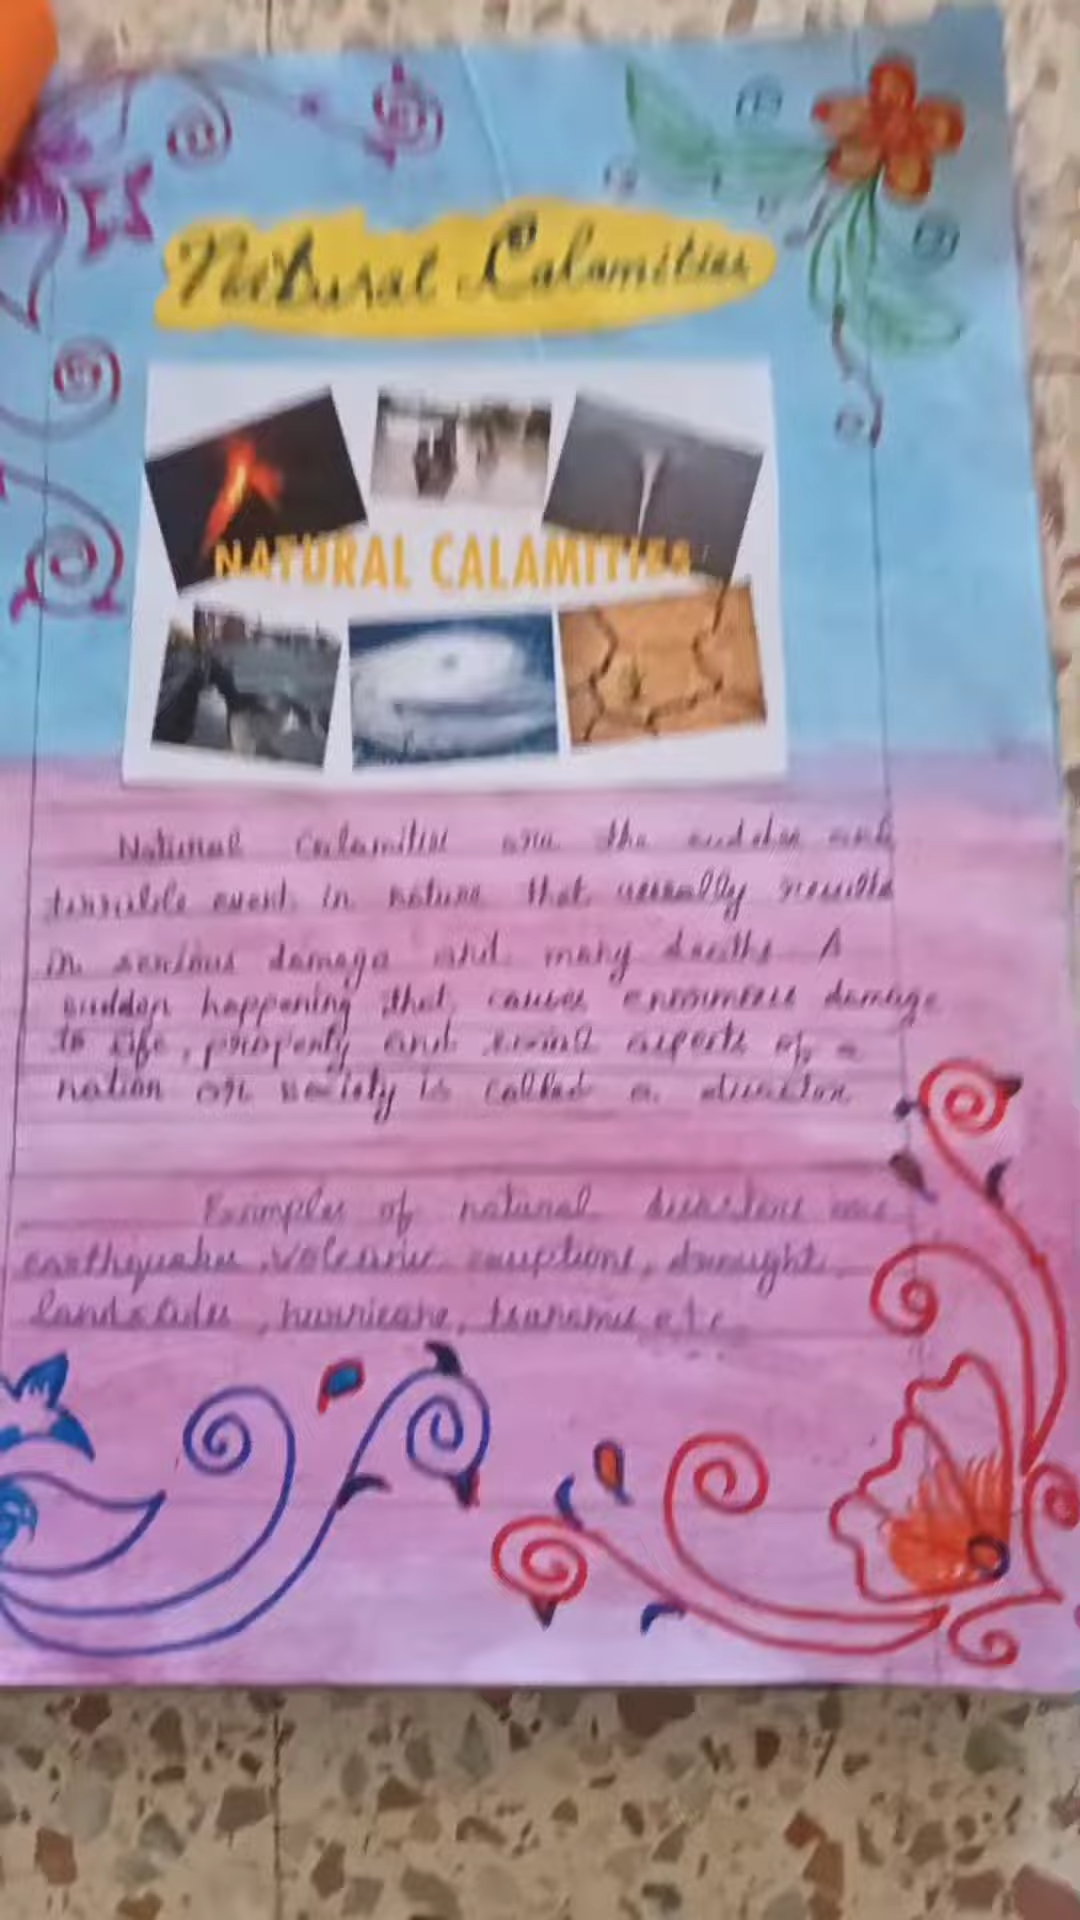 Natural Calamities
NATURAL CALAMITIES
Natural Calamities are the sudden and
terrible event in nature that usually results
in serious damage and many deaths A
sudden happening that causes enormous damage
to life, property and social aspects of a
nation or society is called a disaster
Examples of natural disasters are
earthquakes, volcanic eruptions, drought,
landslides, hurricane, tsanemis etc